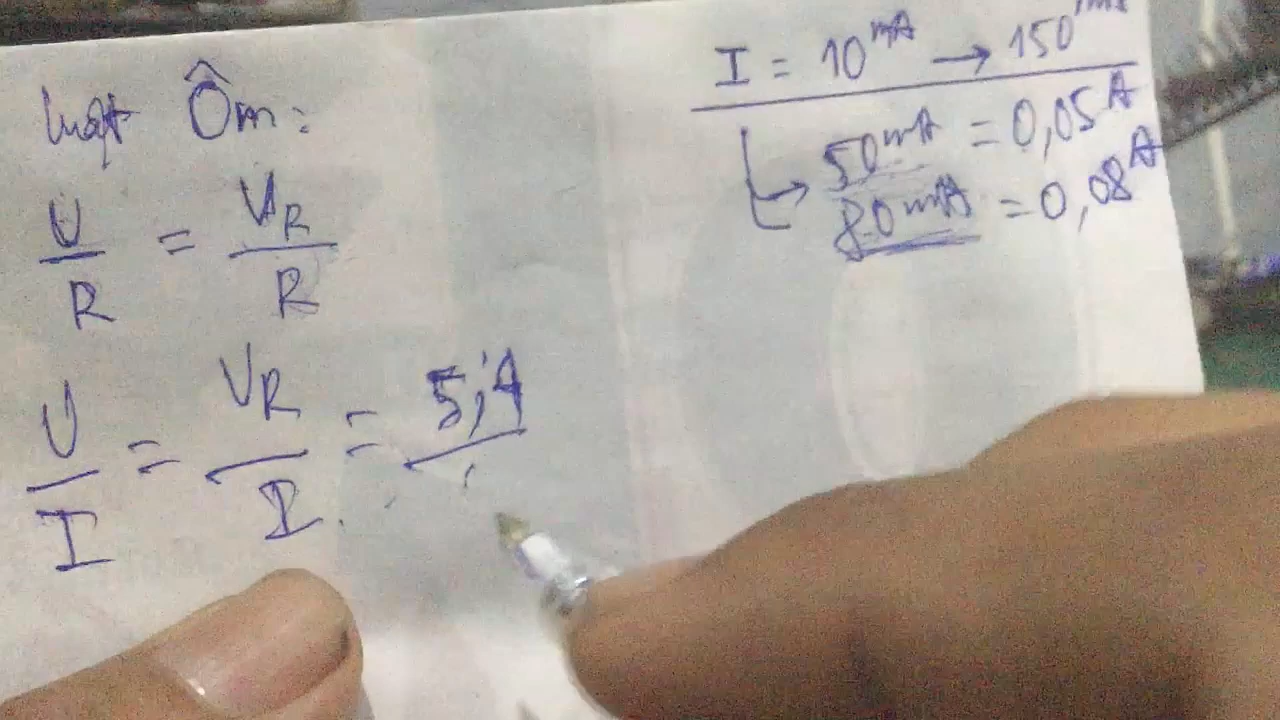 Luật Ôm:
U/R = VR/R
U/I = VR/I = 5,4/
I = 10mA → 150mA
↳ 50mA = 0,05A
80mA = 0,08A